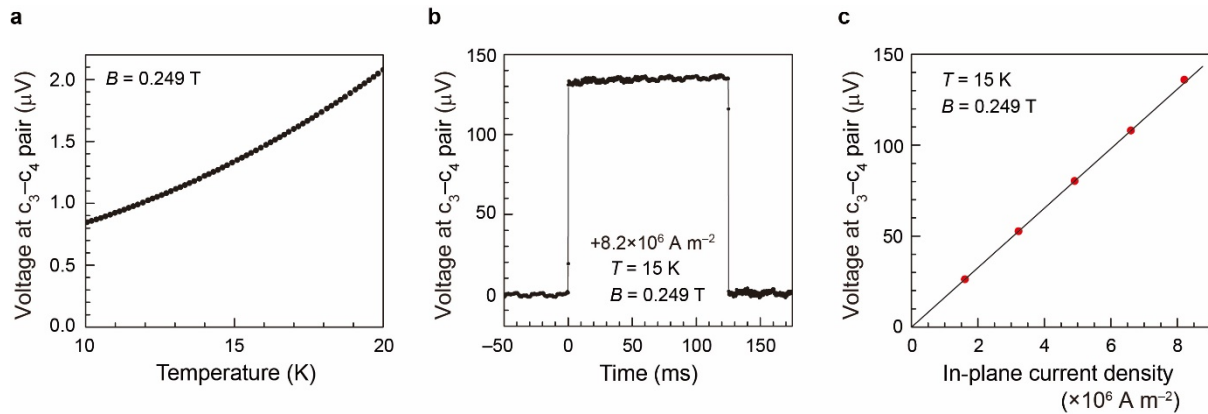 a
B = 0.249 T
Voltage at c₃–c₄ pair (μV)
2.0
1.5
1.0
0.5
0.0
10
15
20
Temperature (K)
b
Voltage at c₃–c₄ pair (μV)
150
100
50
0
+8.2×10⁶ A m⁻²
T = 15 K
B = 0.249 T
–50
0
50
100
150
Time (ms)
c
Voltage at c₃–c₄ pair (μV)
150
100
50
0
T = 15 K
B = 0.249 T
0
2
4
6
8
In-plane current density
(×10⁶ A m⁻²)